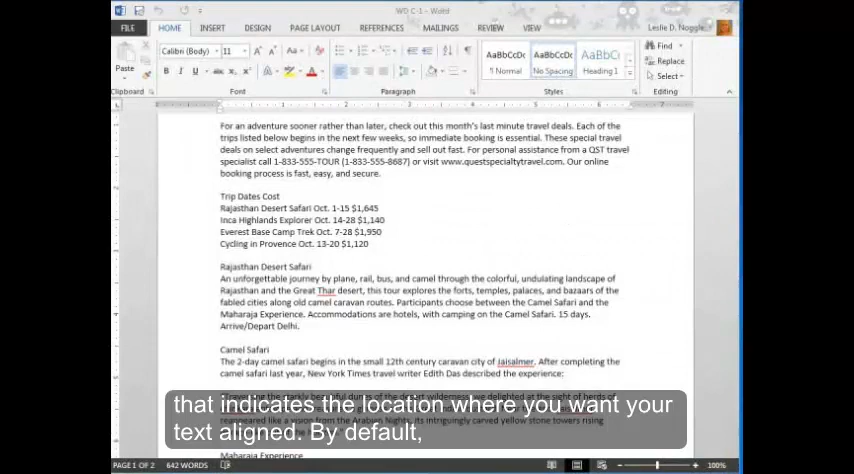 WD C-1 - Word
FILE HOME INSERT DESIGN PAGE LAYOUT REFERENCES MAILINGS REVIEW VIEW Leslie D. Noggle
Calibri (Body) 11 Aa AaBbCcDc AaBbCcDc AaBbCc Find
Paste B I U abc x₂ x² A ¶ Normal No Spacing Heading 1 Replace
Select
Clipboard Font Paragraph Styles Editing
For an adventure sooner rather than later, check out this month's last minute travel deals. Each of the
trips listed below begins in the next few weeks, so immediate booking is essential. These special travel
deals on select adventures change frequently and sell out fast. For personal assistance from a QST travel
specialist call 1-833-555-TOUR (1-833-555-8687) or visit www.questspecialtytravel.com. Our online
booking process is fast, easy, and secure.
Trip Dates Cost
Rajasthan Desert Safari Oct. 1-15 $1,645
Inca Highlands Explorer Oct. 14-28 $1,140
Everest Base Camp Trek Oct. 7-28 $1,950
Cycling in Provence Oct. 13-20 $1,120
Rajasthan Desert Safari
An unforgettable journey by plane, rail, bus, and camel through the colorful, undulating landscape of
Rajasthan and the Great Thar desert, this tour explores the forts, temples, palaces, and bazaars of the
fabled cities along old camel caravan routes. Participants choose between the Camel Safari and the
Maharaja Experience. Accommodations are hotels, with camping on the Camel Safari. 15 days.
Arrive/Depart Delhi.
Camel Safari
The 2-day camel safari begins in the small 12th century caravan city of Jaisalmer. After completing the
camel safari last year, New York Times travel writer Edith Das described the experience:
that indicates the location where you want your
text aligned. By default,
Maharaja Experience
PAGE 1 OF 2 642 WORDS 100%